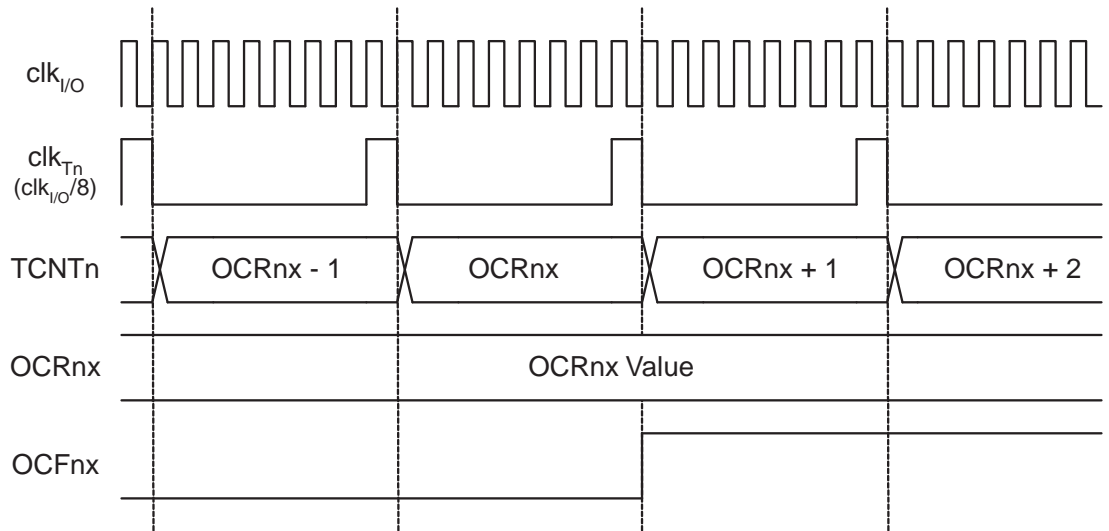 clkI/O
clkTn
(clkI/O/8)
TCNTn OCRnx - 1 OCRnx OCRnx + 1 OCRnx + 2
OCRnx OCRnx Value
OCFnx